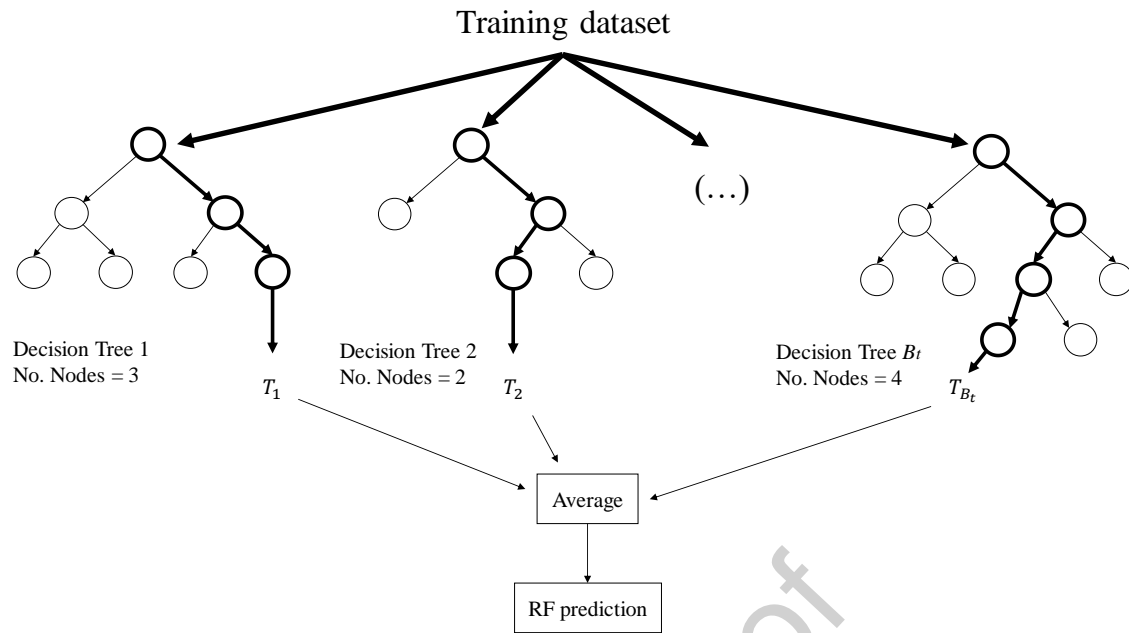 Training dataset
(…)
Decision Tree 1
No. Nodes = 3
Decision Tree 2
No. Nodes = 2
Decision Tree Bt
No. Nodes = 4
T1
T2
TBt
Average
RF prediction
of